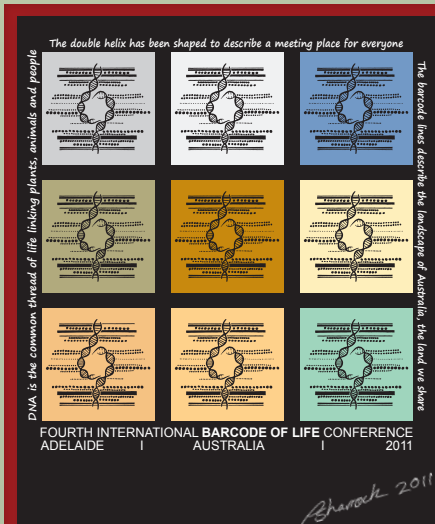 The double helix has been shaped to describe a meeting place for everyone
DNA is the common thread of life linking plants, animals and people
The barcode lines describe the landscape of Australia, the land we share
FOURTH INTERNATIONAL BARCODE OF LIFE CONFERENCE
ADELAIDE I AUSTRALIA I 2011
Sharrock 2011